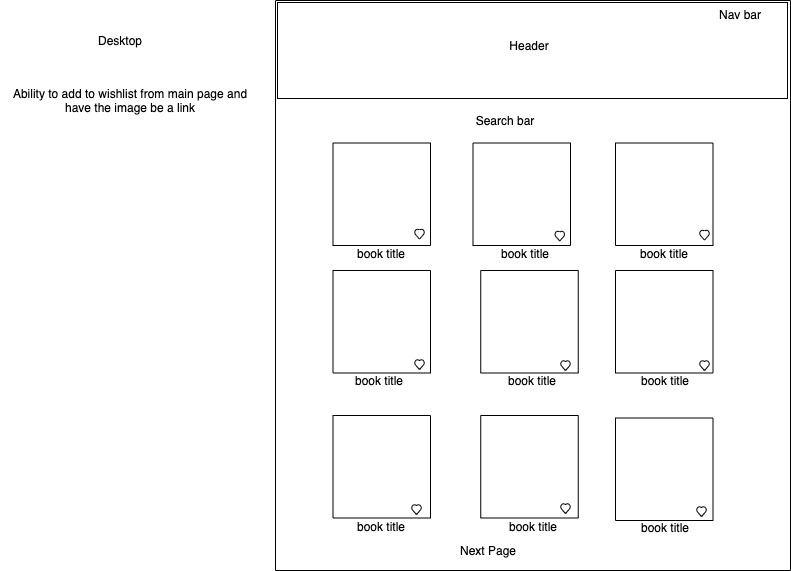 Desktop
Ability to add to wishlist from main page and
have the image be a link
Nav bar
Header
Search bar
book title
book title
book title
book title
book title
book title
book title
book title
book title
Next Page